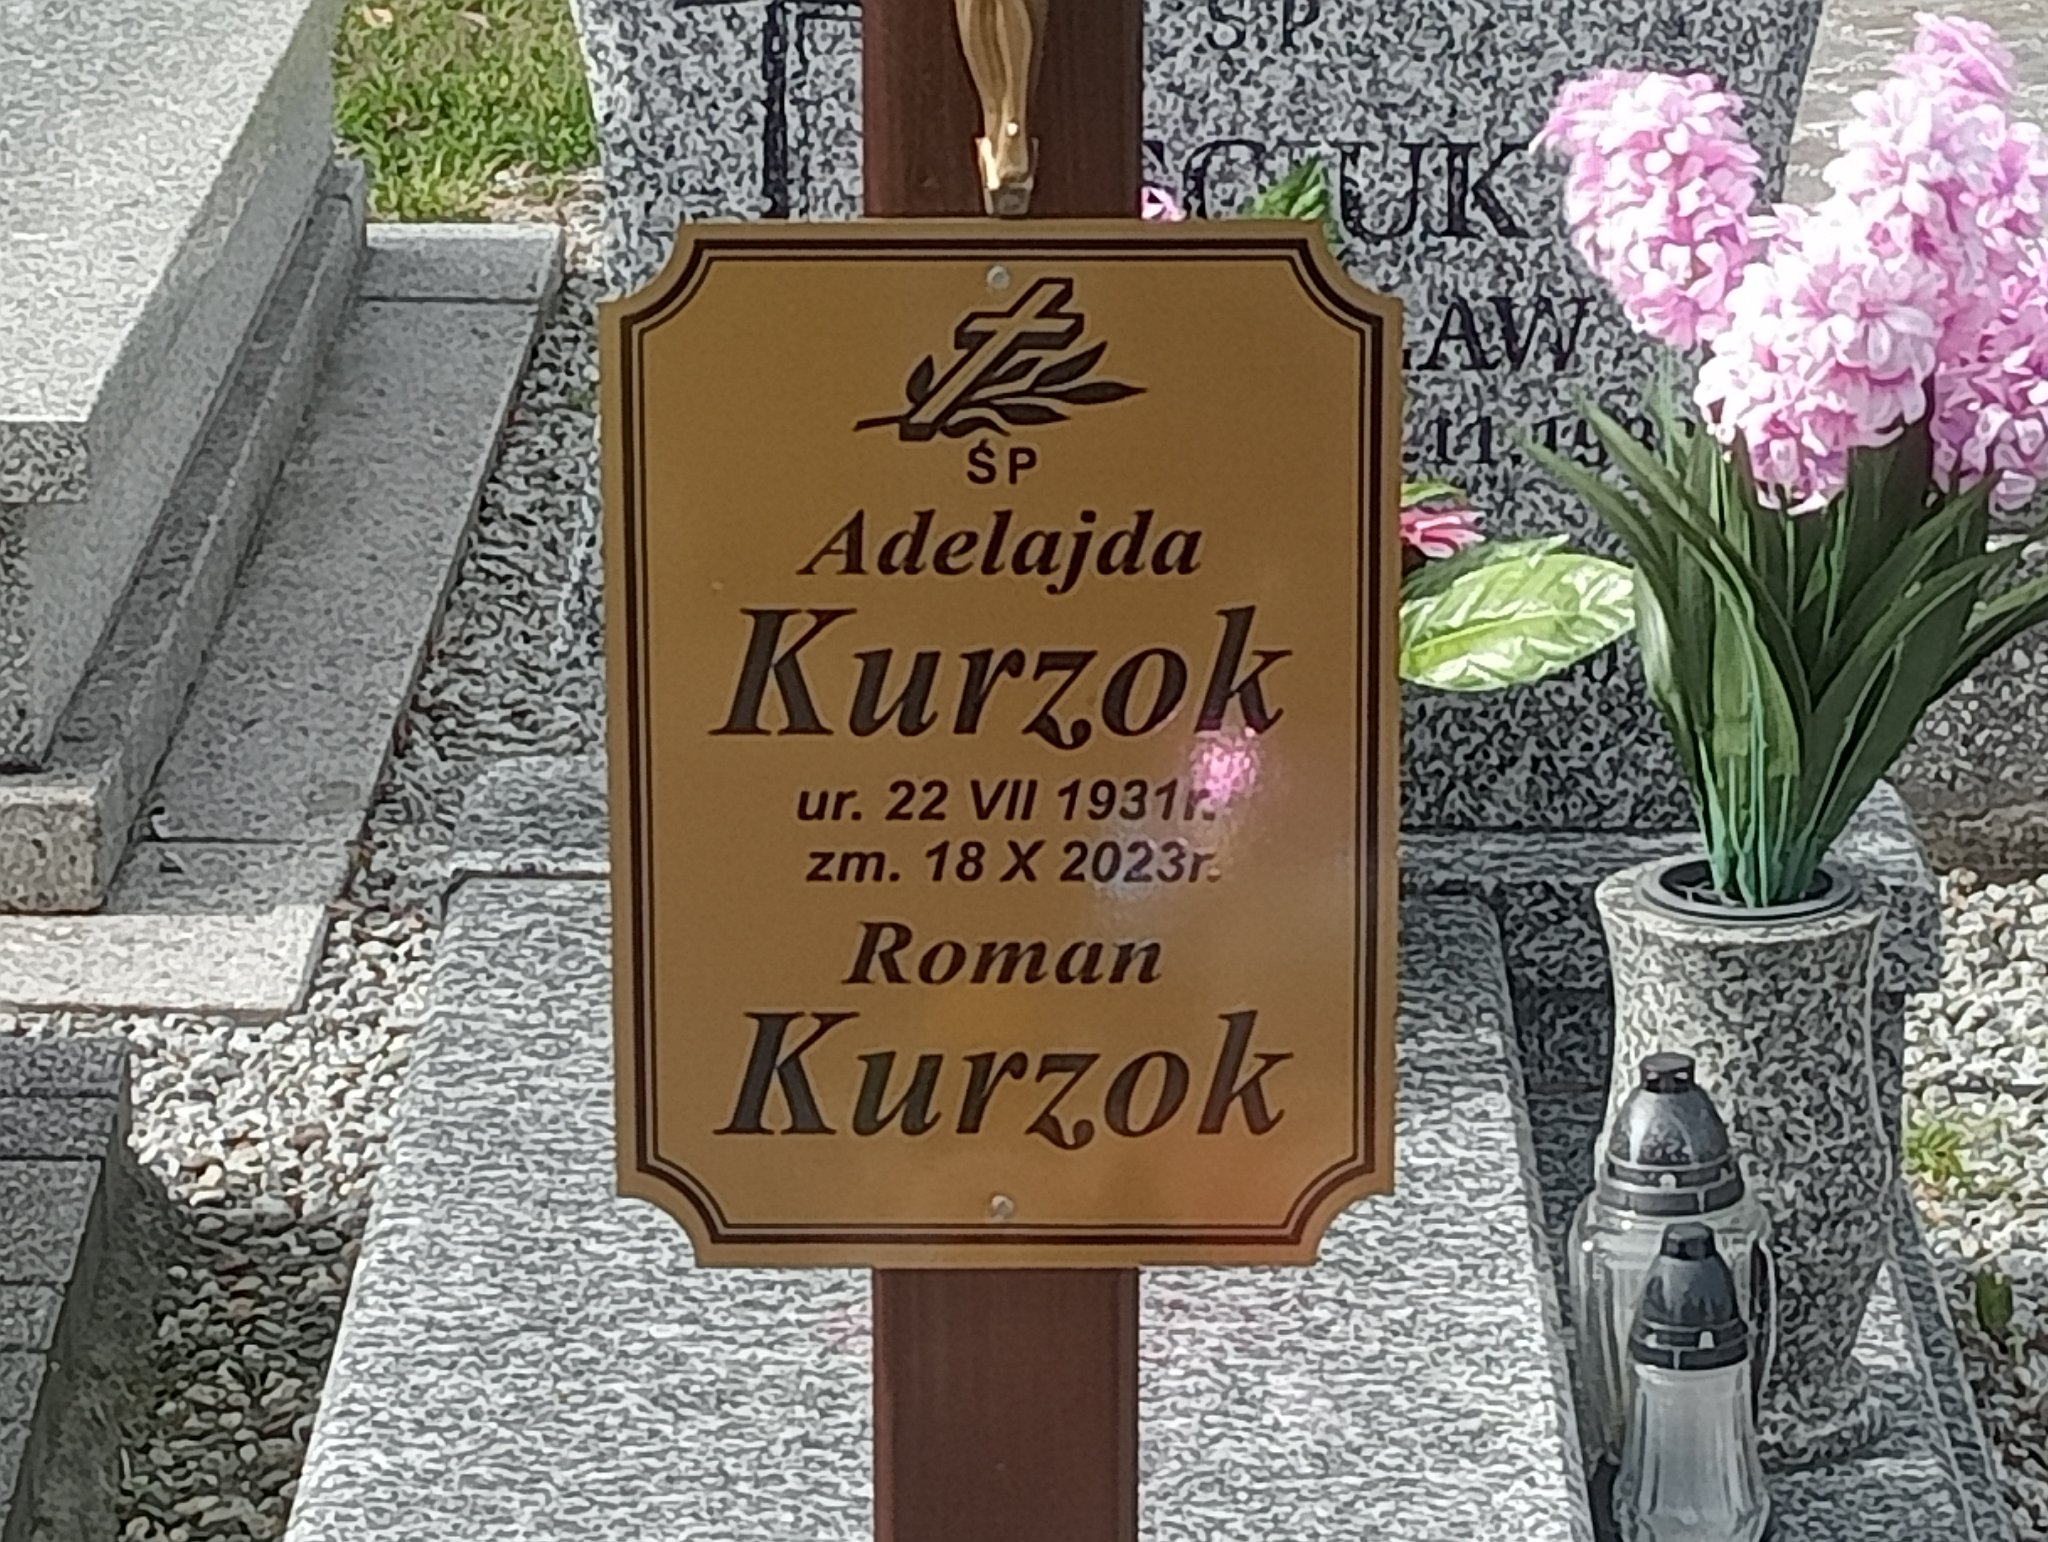 ŚP
Adelajda
Kurzok
ur. 22 VII 1931r.
zm. 18 X 2023r.
Roman
Kurzok